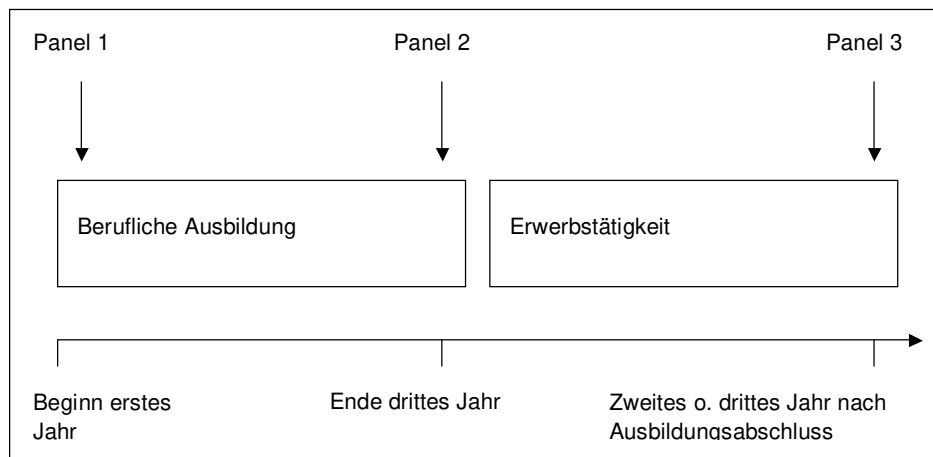 Panel 1
Panel 2
Panel 3
Berufliche Ausbildung
Erwerbstätigkeit
Beginn erstes
Jahr
Ende drittes Jahr
Zweites o. drittes Jahr nach
Ausbildungsabschluss